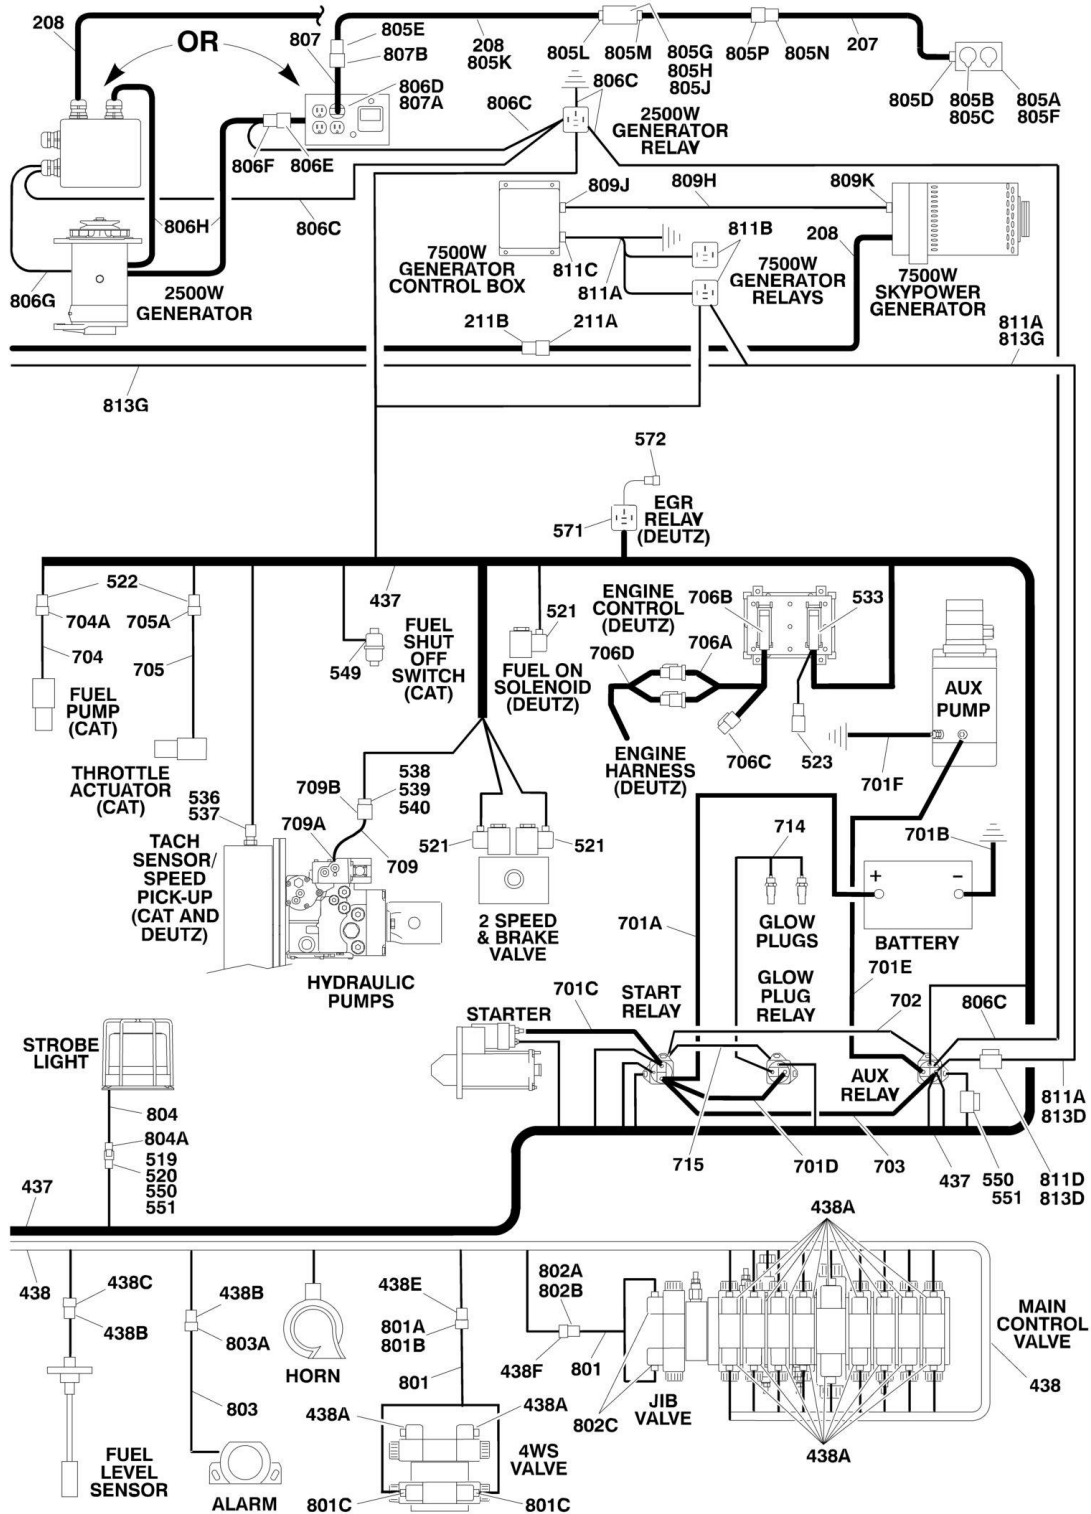 208
OR
807
805E
807B
208
805K
805L
805M
805G
805H
805J
805P
805N
207
806D
807A
806C
806C
2500W
GENERATOR
RELAY
805D
805B
805C
805A
805F
806F
806E
806H
806C
809J
809H
809K
208
811B
7500W
GENERATOR
CONTROL BOX
811C
811A
7500W
GENERATOR
RELAYS
7500W
SKYPOWER
GENERATOR
806G
2500W
GENERATOR
211B
211A
811A
813G
813G
572
571
EGR
RELAY
(DEUTZ)
522
704A
705A
704
705
FUEL
PUMP
(CAT)
THROTTLE
ACTUATOR
(CAT)
437
549
FUEL
SHUT
OFF
SWITCH
(CAT)
521
FUEL ON
SOLENOID
(DEUTZ)
ENGINE
CONTROL
(DEUTZ)
706B
533
706D
706A
706C
523
ENGINE
HARNESS
(DEUTZ)
AUX
PUMP
701F
536
537
TACH
SENSOR/
SPEED
PICK-UP
(CAT AND
DEUTZ)
709B
538
539
540
709A
709
HYDRAULIC
PUMPS
521
521
2 SPEED
& BRAKE
VALVE
714
701B
+
-
BATTERY
701A
GLOW
PLUGS
701E
STARTER
701C
START
RELAY
GLOW
PLUG
RELAY
702
806C
AUX
RELAY
811A
813D
STROBE
LIGHT
804
804A
519
520
550
551
715
701D
703
437
550
551
811D
813D
437
438
438C
438B
438B
803A
803
HORN
438E
801A
801B
801
802A
802B
438F
801
802C
JIB
VALVE
438A
MAIN
CONTROL
VALVE
438
438A
438A
438A
4WS
VALVE
801C
801C
FUEL
LEVEL
SENSOR
ALARM